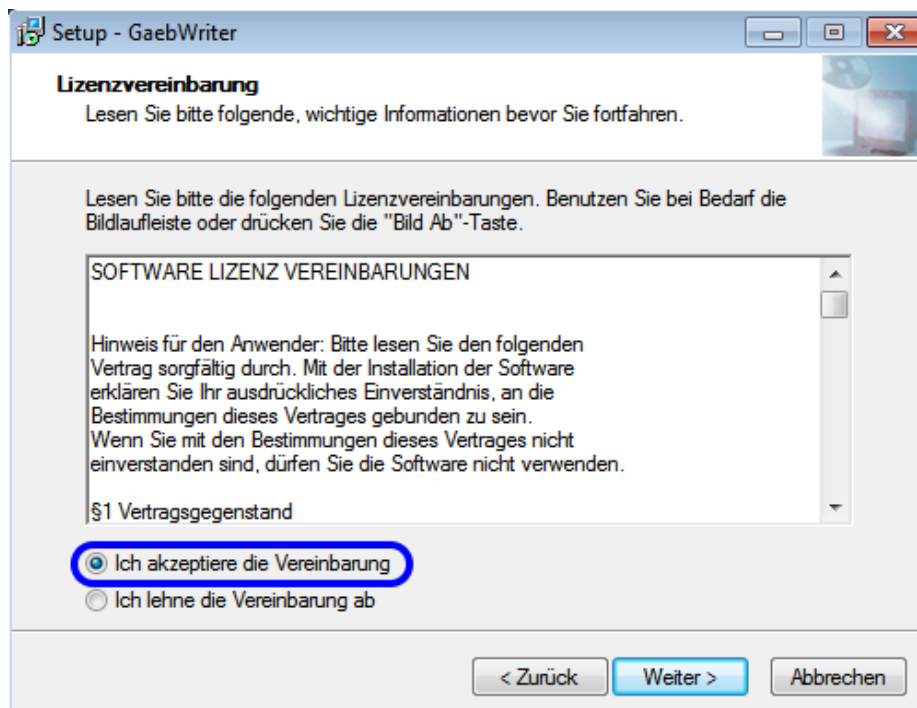 Setup - GaebWriter
Lizenzvereinbarung
Lesen Sie bitte folgende, wichtige Informationen bevor Sie fortfahren.
Lesen Sie bitte die folgenden Lizenzvereinbarungen. Benutzen Sie bei Bedarf die
Bildlaufleiste oder drücken Sie die "Bild Ab"-Taste.
SOFTWARE LIZENZ VEREINBARUNGEN
Hinweis für den Anwender: Bitte lesen Sie den folgenden
Vertrag sorgfältig durch. Mit der Installation der Software
erklären Sie Ihr ausdrückliches Einverständnis, an die
Bestimmungen dieses Vertrages gebunden zu sein.
Wenn Sie mit den Bestimmungen dieses Vertrages nicht
einverstanden sind, dürfen Sie die Software nicht verwenden.
§1 Vertragsgegenstand
Ich akzeptiere die Vereinbarung
Ich lehne die Vereinbarung ab
< Zurück Weiter > Abbrechen